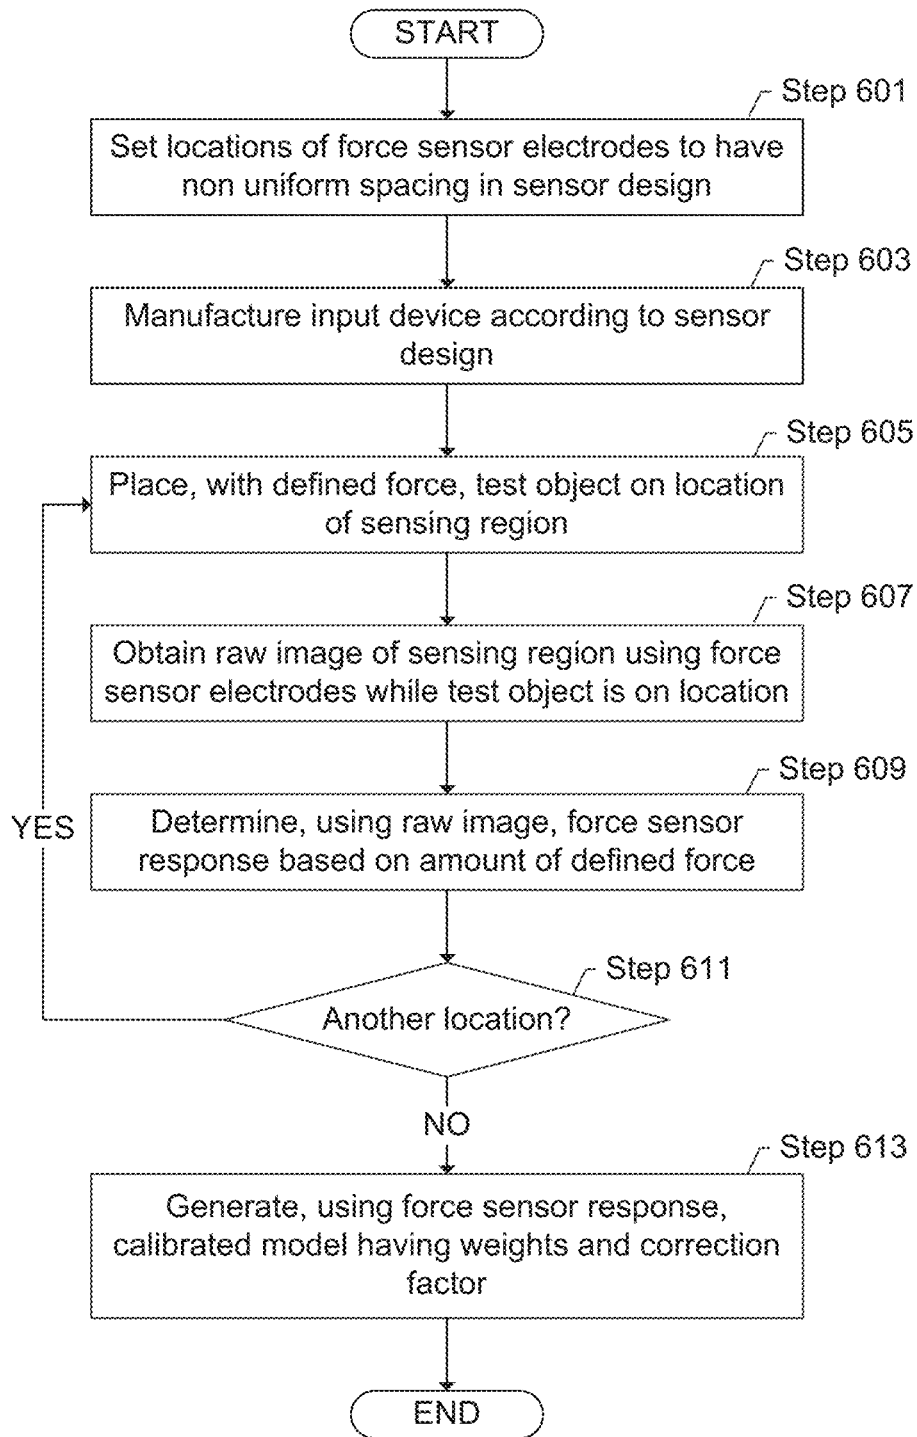 START
Step 601
Set locations of force sensor electrodes to have
non uniform spacing in sensor design
Step 603
Manufacture input device according to sensor
design
Step 605
Place, with defined force, test object on location
of sensing region
Step 607
Obtain raw image of sensing region using force
sensor electrodes while test object is on location
Step 609
Determine, using raw image, force sensor
response based on amount of defined force
YES
Step 611
Another location?
NO
Step 613
Generate, using force sensor response,
calibrated model having weights and correction
factor
END